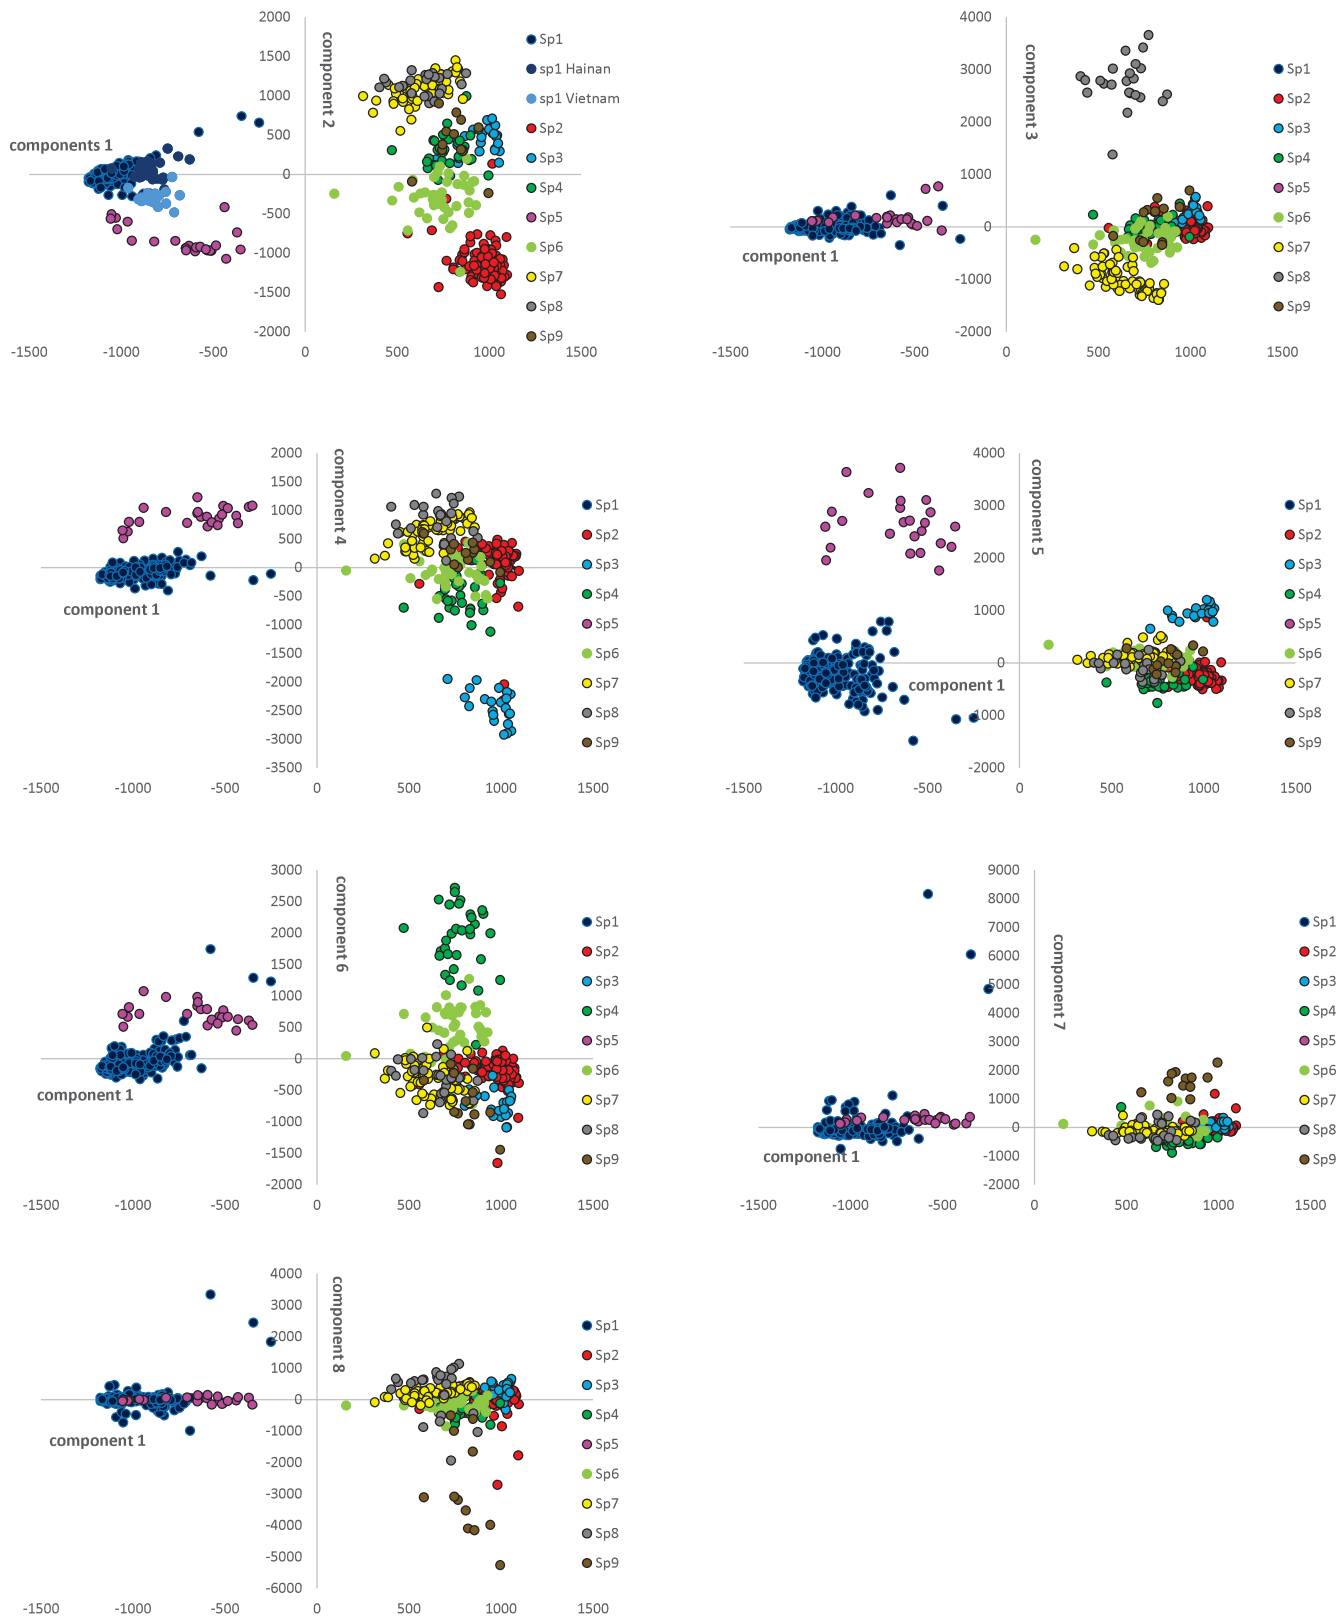 2000
1500
1000
500
0
-500
-1000
-1500
-2000
-1500
-1000
-500
0
500
1000
1500
components 1
component 2
Sp1
sp1 Hainan
sp1 Vietnam
Sp2
Sp3
Sp4
Sp5
Sp6
Sp7
Sp8
Sp9
4000
3000
2000
1000
0
-1000
-2000
-1500
-1000
-500
0
500
1000
1500
component 1
component 3
Sp1
Sp2
Sp3
Sp4
Sp5
Sp6
Sp7
Sp8
Sp9
2000
1500
1000
500
0
-500
-1000
-1500
-2000
-2500
-3000
-3500
-1500
-1000
-500
0
500
1000
1500
component 1
component 4
Sp1
Sp2
Sp3
Sp4
Sp5
Sp6
Sp7
Sp8
Sp9
4000
3000
2000
1000
0
-1000
-2000
-1500
-1000
-500
0
500
1000
1500
component 1
component 5
Sp1
Sp2
Sp3
Sp4
Sp5
Sp6
Sp7
Sp8
Sp9
3000
2500
2000
1500
1000
500
0
-500
-1000
-1500
-2000
-1500
-1000
-500
0
500
1000
1500
component 1
component 6
Sp1
Sp2
Sp3
Sp4
Sp5
Sp6
Sp7
Sp8
Sp9
9000
8000
7000
6000
5000
4000
3000
2000
1000
0
-1000
-2000
-1500
-1000
-500
0
500
1000
1500
component 1
component 7
Sp1
Sp2
Sp3
Sp4
Sp5
Sp6
Sp7
Sp8
Sp9
4000
3000
2000
1000
0
-1000
-2000
-3000
-4000
-5000
-6000
-1500
-1000
-500
0
500
1000
1500
component 1
component 8
Sp1
Sp2
Sp3
Sp4
Sp5
Sp6
Sp7
Sp8
Sp9